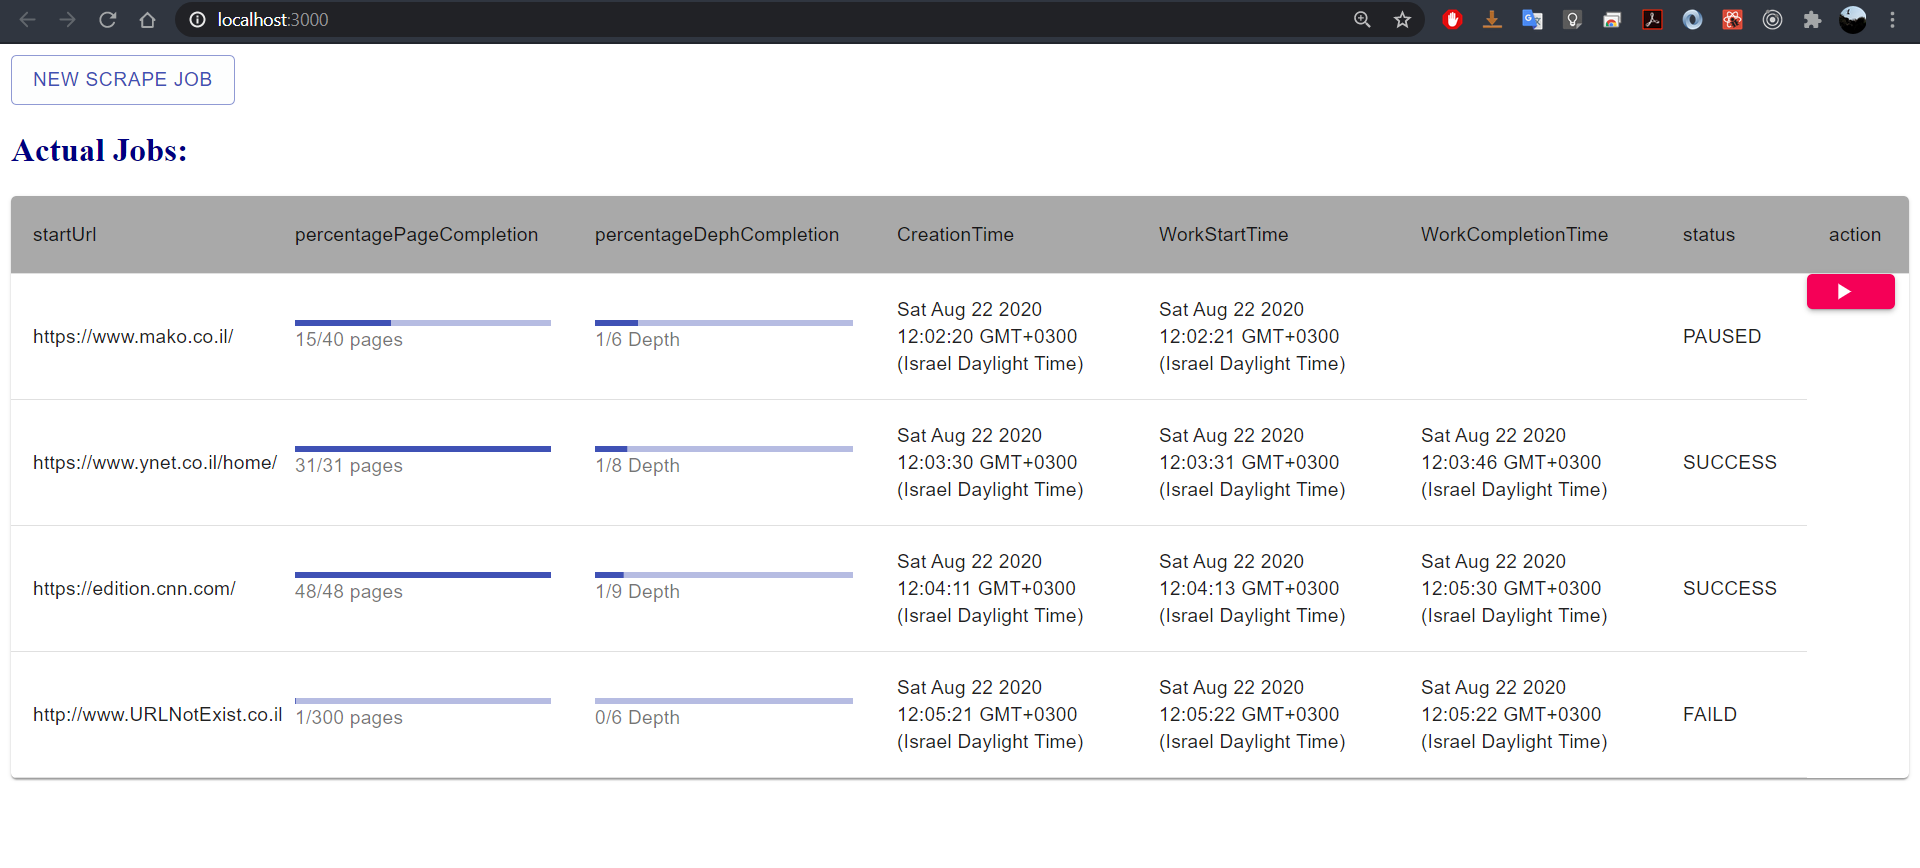 localhost:3000
NEW SCRAPE JOB
Actual Jobs:
startUrl percentagePageCompletion percentageDephCompletion CreationTime WorkStartTime WorkCompletionTime status action
https://www.mako.co.il/
15/40 pages
1/6 Depth
Sat Aug 22 2020
12:02:20 GMT+0300
(Israel Daylight Time)
Sat Aug 22 2020
12:02:21 GMT+0300
(Israel Daylight Time)
PAUSED
https://www.ynet.co.il/home/
31/31 pages
1/8 Depth
Sat Aug 22 2020
12:03:30 GMT+0300
(Israel Daylight Time)
Sat Aug 22 2020
12:03:31 GMT+0300
(Israel Daylight Time)
Sat Aug 22 2020
12:03:46 GMT+0300
(Israel Daylight Time)
SUCCESS
https://edition.cnn.com/
48/48 pages
1/9 Depth
Sat Aug 22 2020
12:04:11 GMT+0300
(Israel Daylight Time)
Sat Aug 22 2020
12:04:13 GMT+0300
(Israel Daylight Time)
Sat Aug 22 2020
12:05:30 GMT+0300
(Israel Daylight Time)
SUCCESS
http://www.URLNotExist.co.il
1/300 pages
0/6 Depth
Sat Aug 22 2020
12:05:21 GMT+0300
(Israel Daylight Time)
Sat Aug 22 2020
12:05:22 GMT+0300
(Israel Daylight Time)
Sat Aug 22 2020
12:05:22 GMT+0300
(Israel Daylight Time)
FAILD